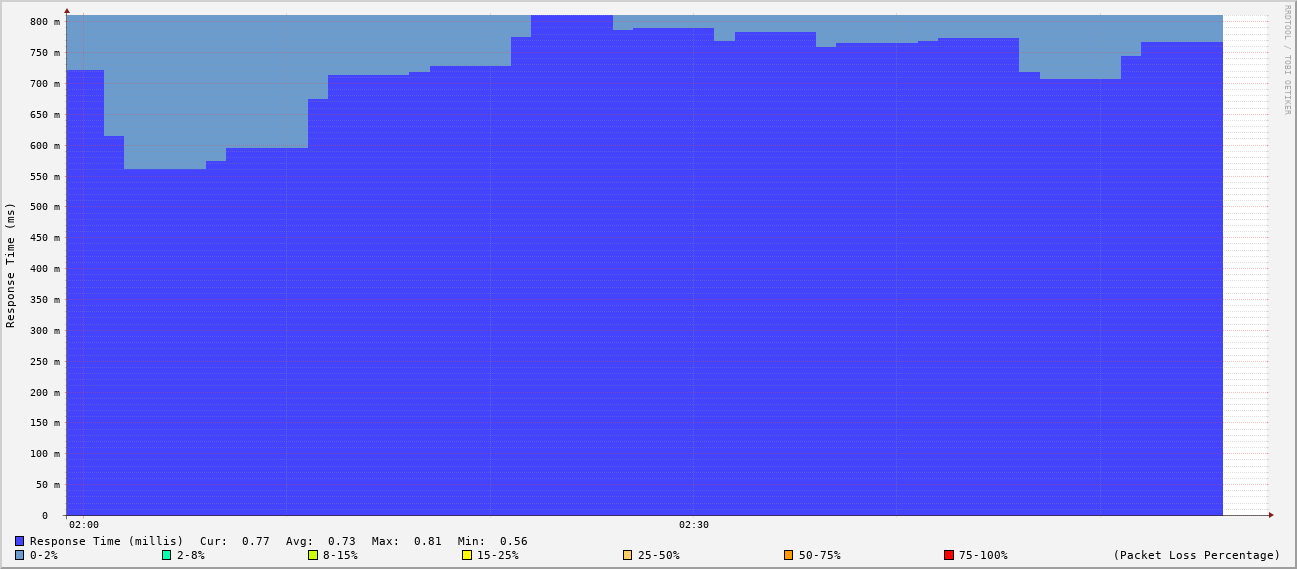 RRDTOOL / TOBI OETIKER
Response Time (ms)
800 m
750 m
700 m
650 m
600 m
550 m
500 m
450 m
400 m
350 m
300 m
250 m
200 m
150 m
100 m
50 m
0
02:00 02:30
Response Time (millis) Cur: 0.77 Avg: 0.73 Max: 0.81 Min: 0.56
0-2% 2-8% 8-15% 15-25% 25-50% 50-75% 75-100% (Packet Loss Percentage)